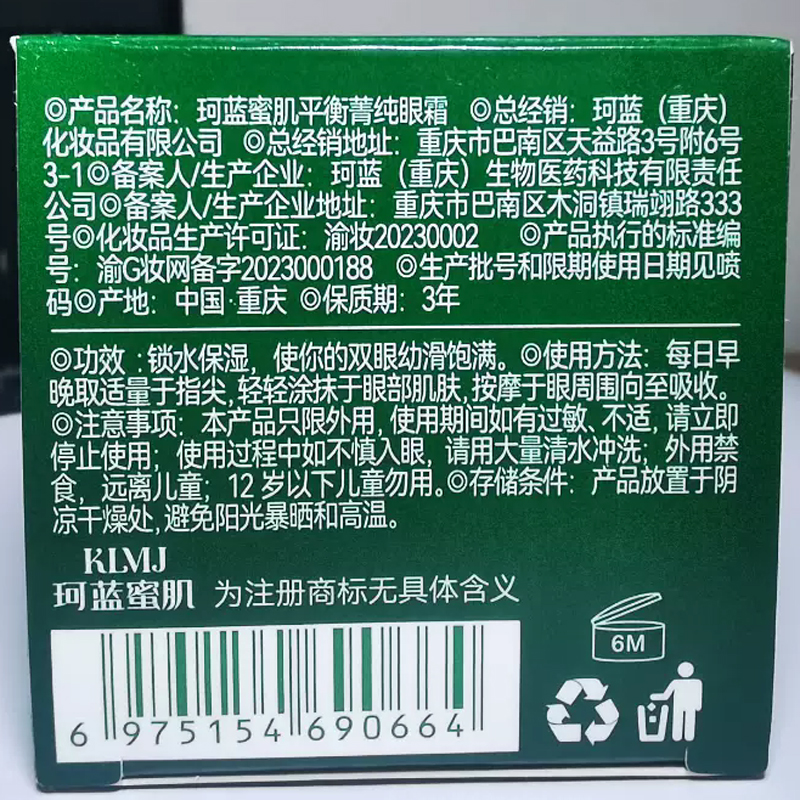 ◎产品名称：珂蓝蜜肌平衡菁纯眼霜 ◎总经销：珂蓝（重庆）
化妆品有限公司 ◎总经销地址：重庆市巴南区天益路3号附6号
3-1◎备案人/生产企业：珂蓝（重庆）生物医药科技有限责任
公司◎备案人/生产企业地址：重庆市巴南区木洞镇瑞翊路333
号◎化妆品生产许可证：渝妆20230002 ◎产品执行的标准编
号：渝G妆网备字2023000188 ◎生产批号和限期使用日期见喷
码◎产地：中国·重庆 ◎保质期：3年
◎功效：锁水保湿，使你的双眼幼滑饱满。◎使用方法：每日早
晚取适量于指尖,轻轻涂抹于眼部肌肤,按摩于眼周围向至吸收。
◎注意事项：本产品只限外用,使用期间如有过敏、不适,请立即
停止使用；使用过程中如不慎入眼，请用大量清水冲洗；外用禁
食，远离儿童；12岁以下儿童勿用。◎存储条件：产品放置于阴
凉干燥处,避免阳光暴晒和高温。
KLMJ
珂蓝蜜肌 为注册商标无具体含义
6M
6 975154 690664